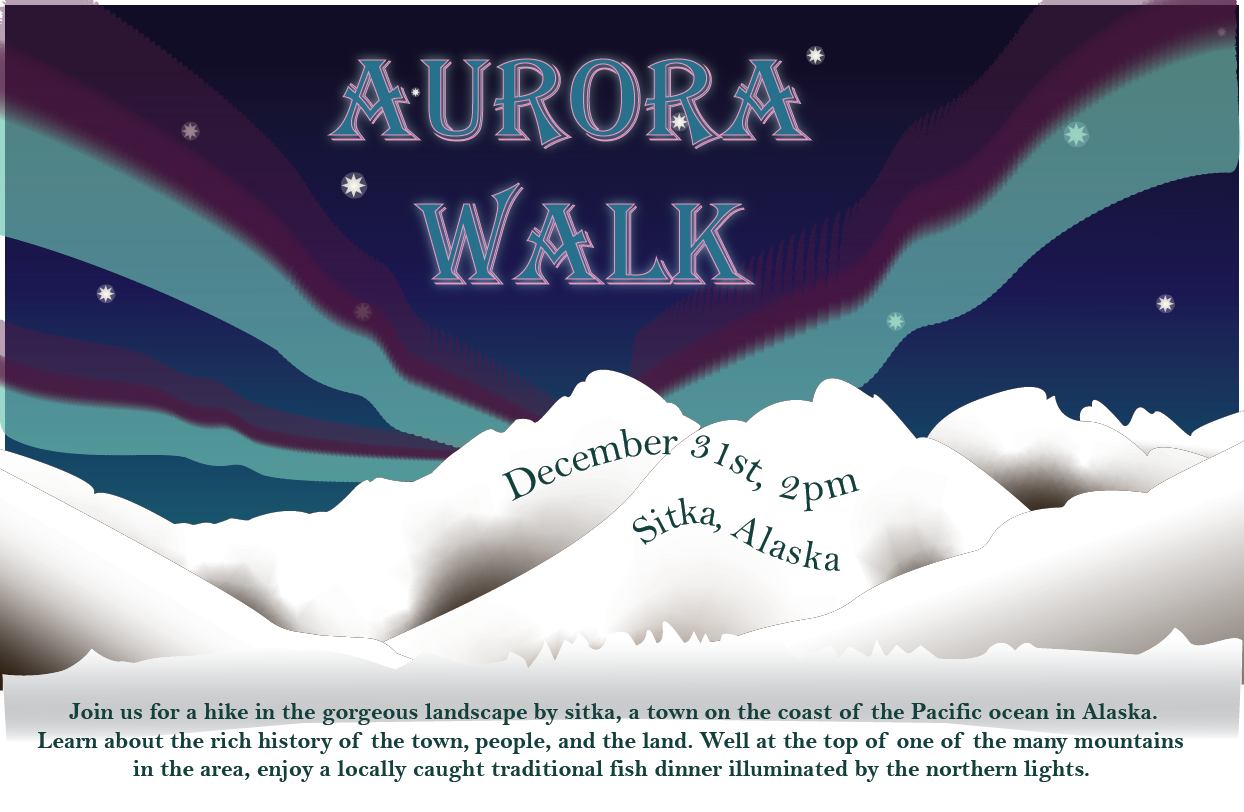 AURORA
WALK
December 31st, 2pm
Sitka, Alaska
Join us for a hike in the gorgeous landscape by sitka, a town on the coast of the Pacific ocean in Alaska.
Learn about the rich history of the town, people, and the land. Well at the top of one of the many mountains
in the area, enjoy a locally caught traditional fish dinner illuminated by the northern lights.